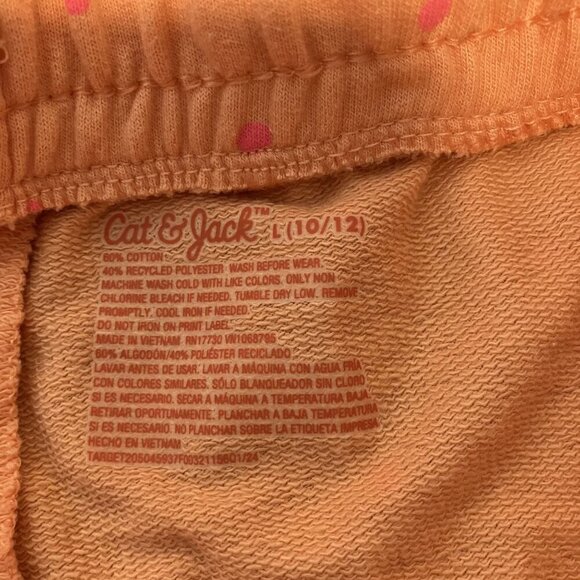 Cat & Jack™ L (10/12)
60% COTTON
40% RECYCLED POLYESTER WASH BEFORE WEAR.
MACHINE WASH COLD WITH LIKE COLORS. ONLY NON
CHLORINE BLEACH IF NEEDED. TUMBLE DRY LOW. REMOVE
PROMPTLY. COOL IRON IF NEEDED.
DO NOT IRON ON PRINT LABEL.
MADE IN VIETNAM RN17730 VN1068795
60% ALGODÓN/40% POLIÉSTER RECICLADO
LAVAR ANTES DE USAR. LAVAR A MÁQUINA CON AGUA FRÍA
CON COLORES SIMILARES. SÓLO BLANQUEADOR SIN CLORO
SI ES NECESARIO. SECAR A MÁQUINA A TEMPERATURA BAJA.
RETIRAR OPORTUNAMENTE. PLANCHAR A BAJA TEMPERATURA
SI ES NECESARIO. NO PLANCHAR SOBRE LA ETIQUETA IMPRESA
HECHO EN VIETNAM